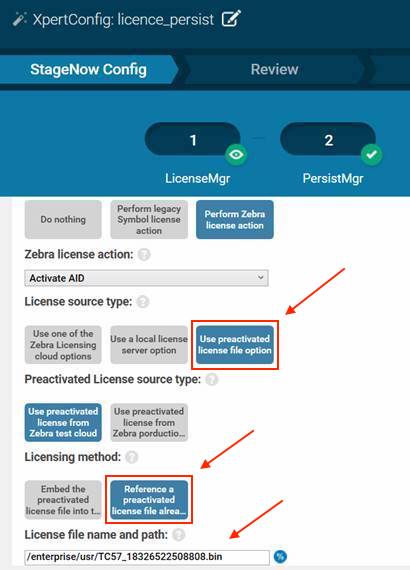 XpertConfig: licence_persist
StageNow Config
Review
1
2
LicenseMgr
PersistMgr
Do nothing
Perform legacy
Symbol license
action
Perform Zebra
license action
Zebra license action: ?
Activate AID
License source type: ?
Use one of the
Zebra Licensing
cloud options
Use a local license
server option
Use preactivated
license file option
Preactivated License source type: ?
Use preactivated
license from
Zebra test cloud
Use preactivated
license from
Zebra porductio...
Licensing method: ?
Embed the
preactivated
license file into t...
Reference a
preactivated
license file alrea...
License file name and path: ?
/enterprise/usr/TC57_18326522508808.bin